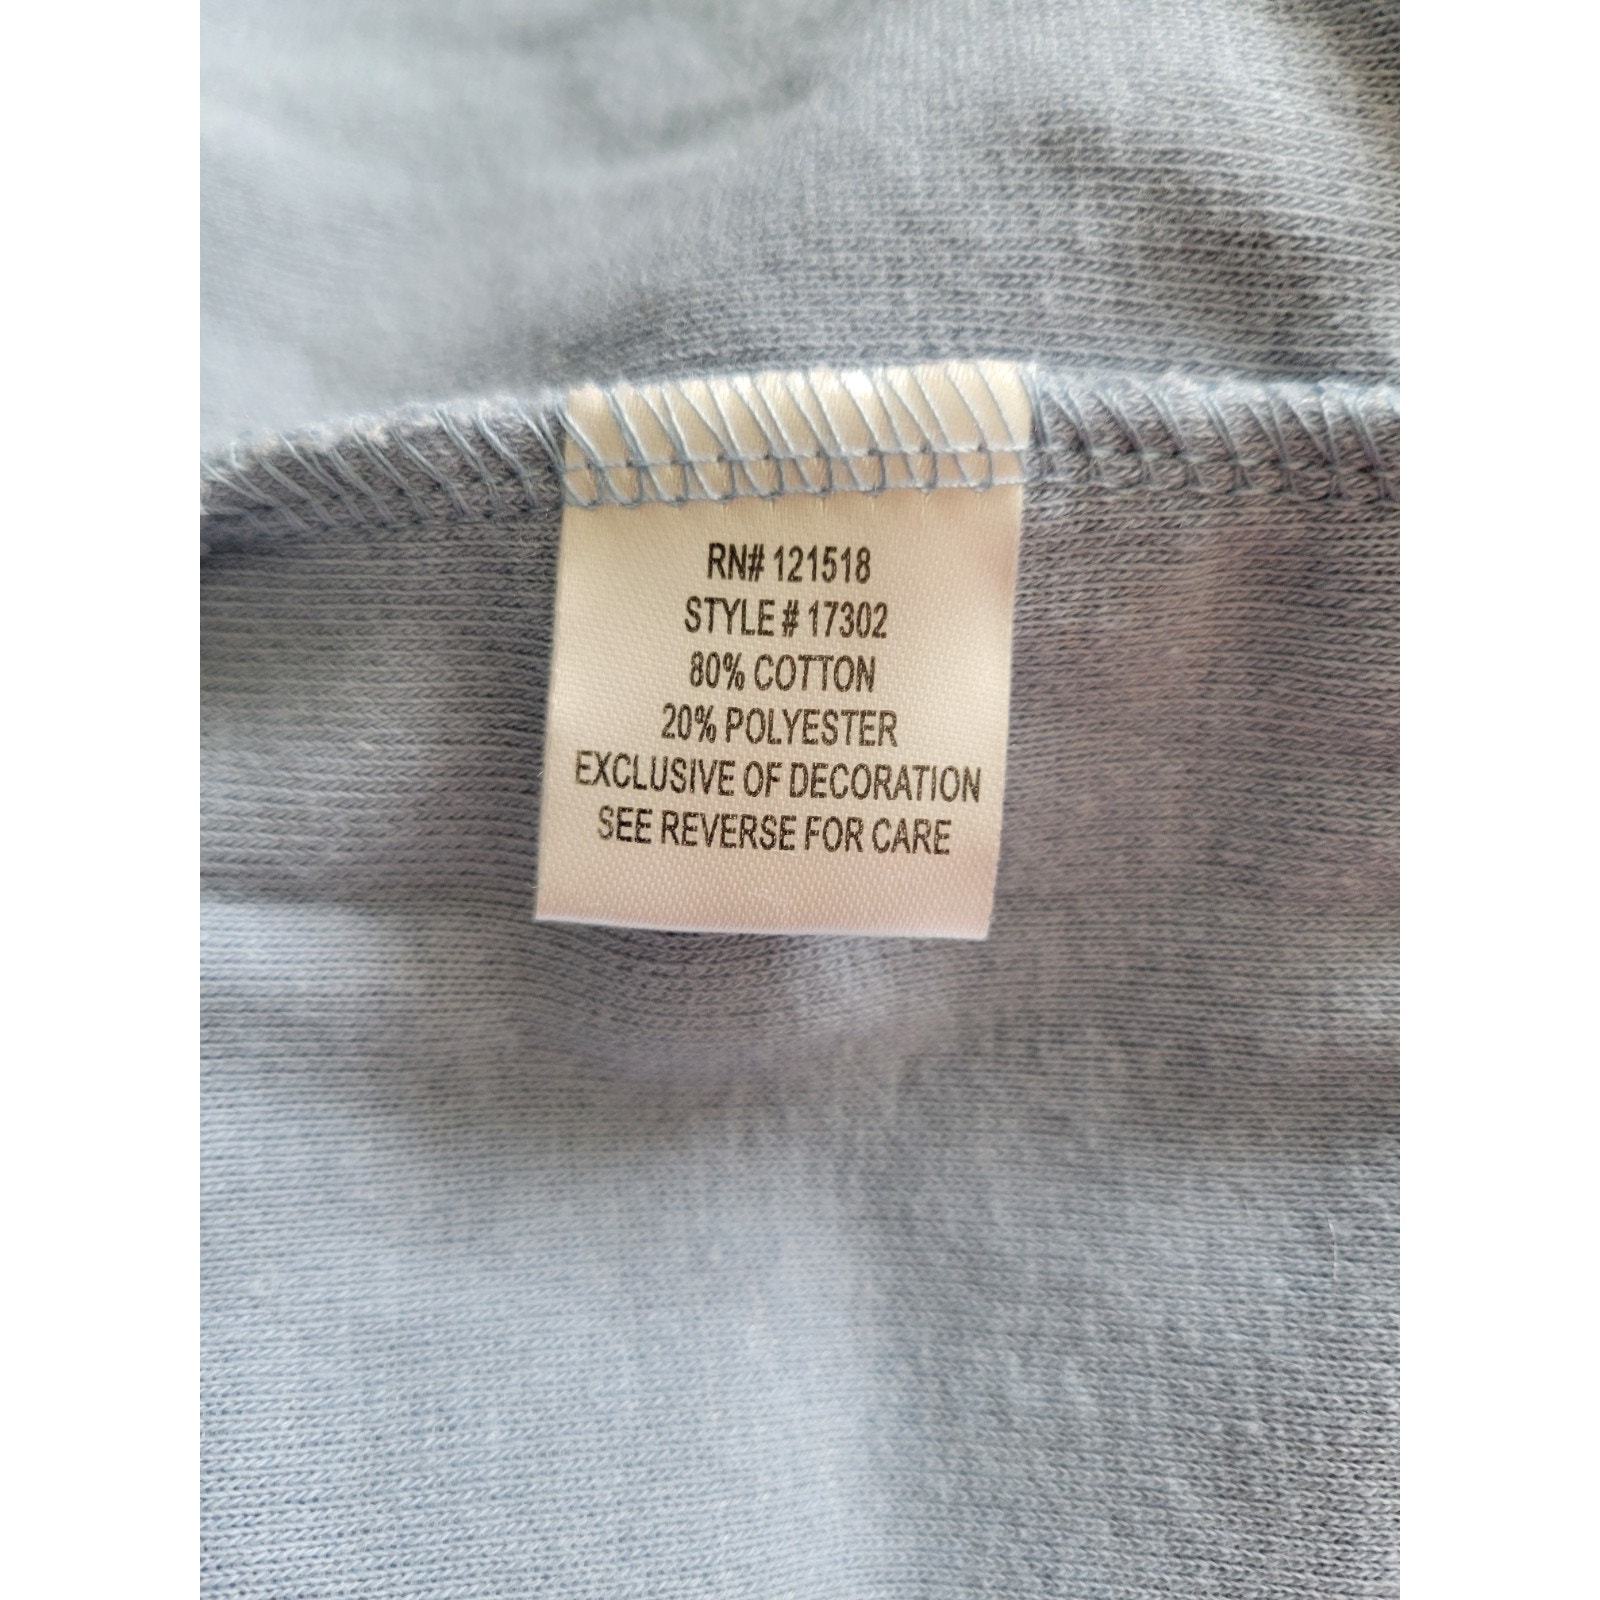 RN# 121518
STYLE # 17302
80% COTTON
20% POLYESTER
EXCLUSIVE OF DECORATION
SEE REVERSE FOR CARE